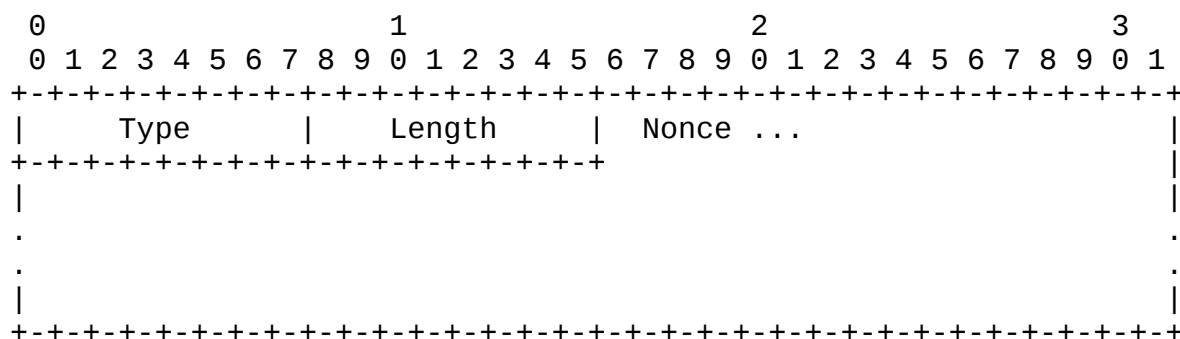 0                   1                   2                   3
 0 1 2 3 4 5 6 7 8 9 0 1 2 3 4 5 6 7 8 9 0 1 2 3 4 5 6 7 8 9 0 1
+-+-+-+-+-+-+-+-+-+-+-+-+-+-+-+-+-+-+-+-+-+-+-+-+-+-+-+-+-+-+-+-+
|     Type      |    Length     |  Nonce ...                    |
+-+-+-+-+-+-+-+-+-+-+-+-+-+-+-+-+                               |
|                                                               |
.                                                               .
.                                                               .
|                                                               |
+-+-+-+-+-+-+-+-+-+-+-+-+-+-+-+-+-+-+-+-+-+-+-+-+-+-+-+-+-+-+-+-+